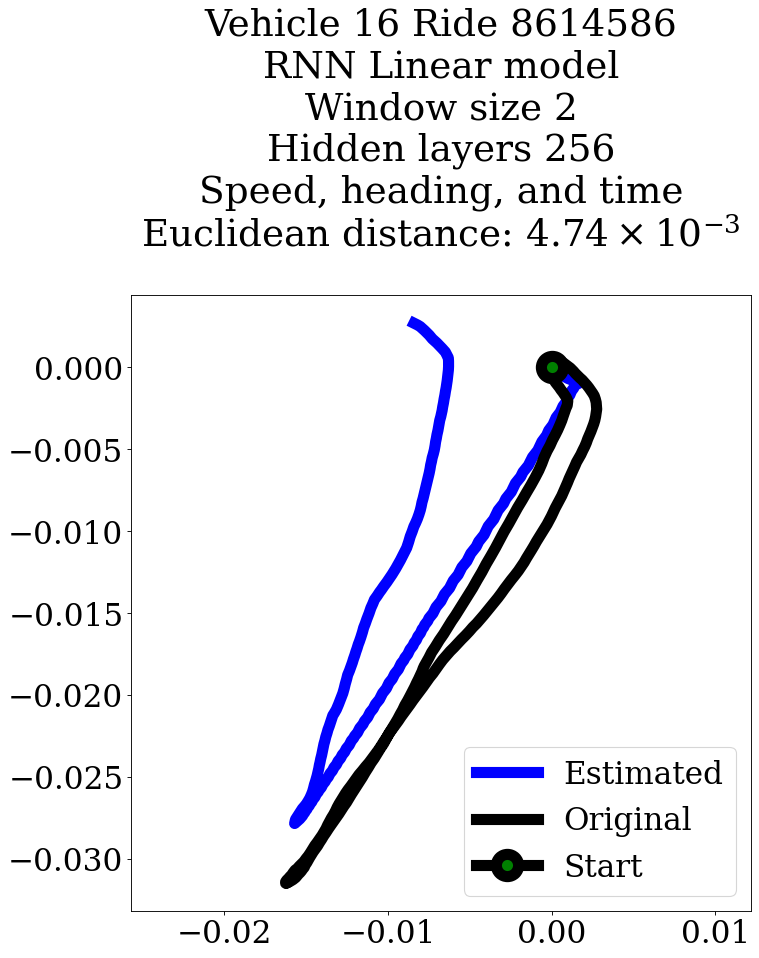 Vehicle 16 Ride 8614586
RNN Linear model
Window size 2
Hidden layers 256
Speed, heading, and time
Euclidean distance: 4.74 × 10⁻³
0.000
−0.005
−0.010
−0.015
−0.020
−0.025
−0.030
Estimated
Original
Start
−0.02
−0.01
0.00
0.01